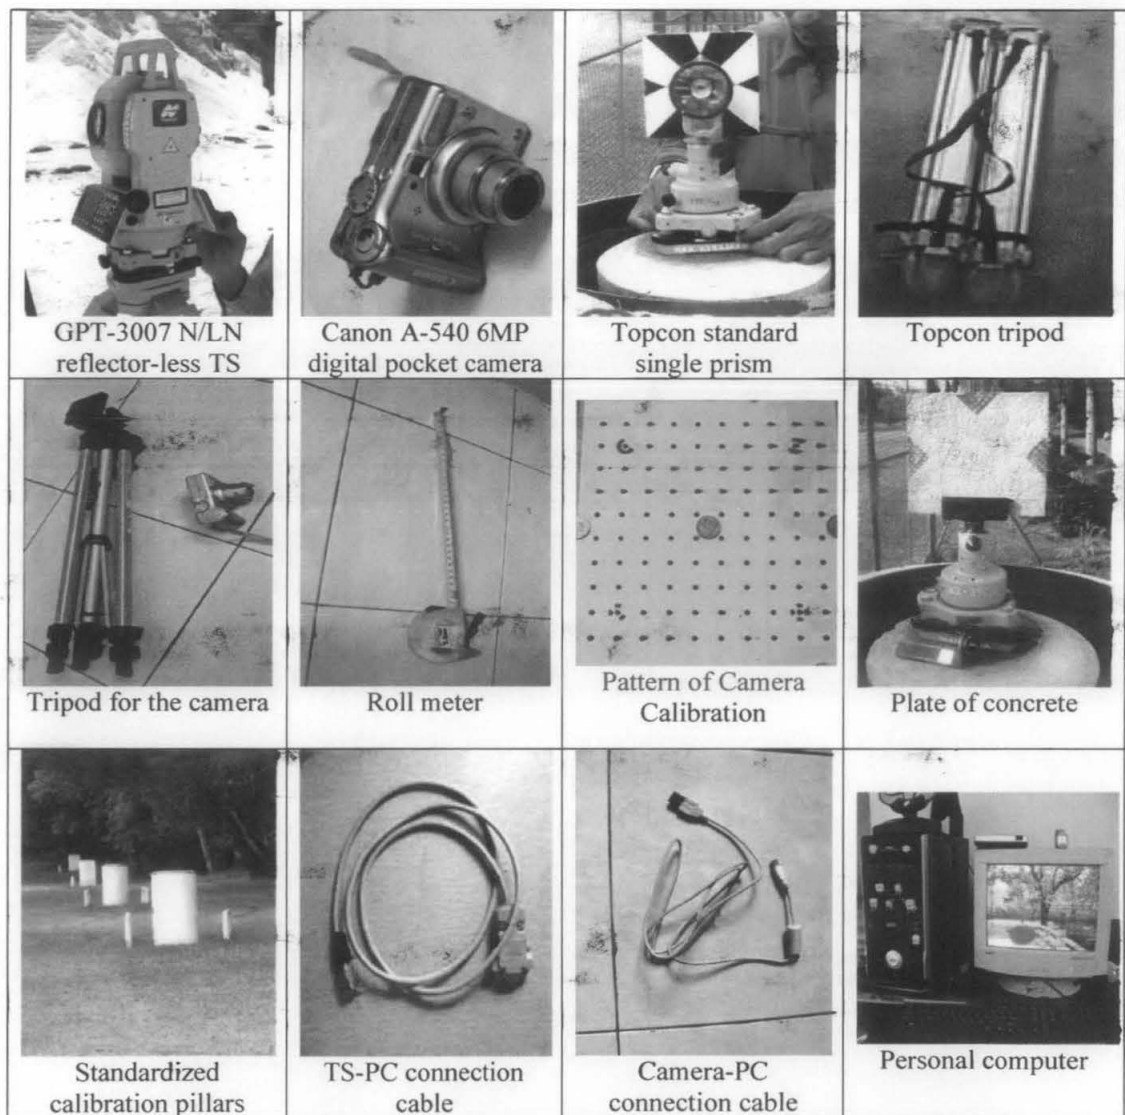 GPT-3007 N/LN
reflector-less TS
Canon A-540 6MP
digital pocket camera
Topcon standard
single prism
Topcon tripod
Tripod for the camera
Roll meter
Pattern of Camera
Calibration
Plate of concrete
Standardized
calibration pillars
TS-PC connection
cable
Camera-PC
connection cable
Personal computer